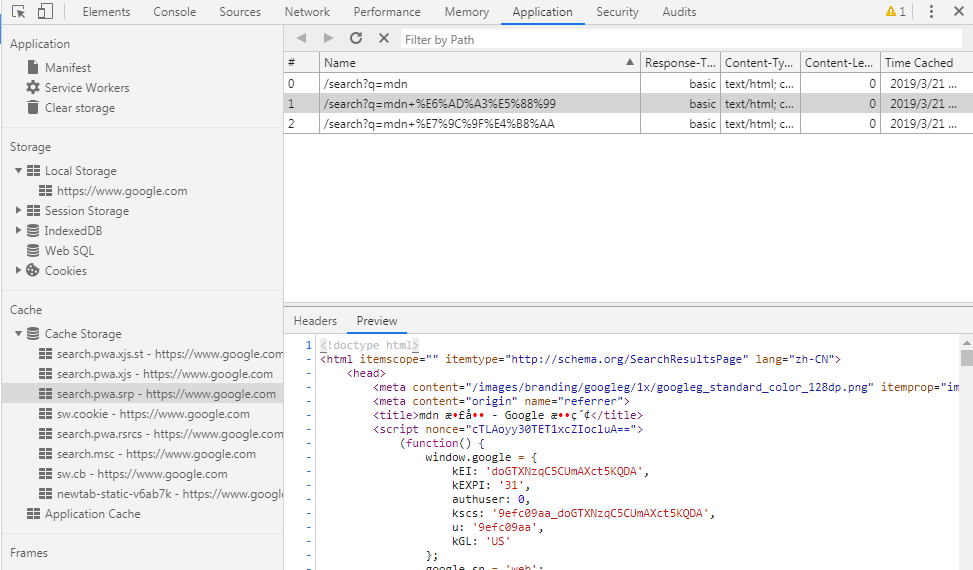 Elements Console Sources Network Performance Memory Application Security Audits 1
Application
Manifest
Service Workers
Clear storage
Storage
Local Storage
https://www.google.com
Session Storage
IndexedDB
Web SQL
Cookies
Cache
Cache Storage
search.pwa.xjs.st - https://www.google.com
search.pwa.xjs - https://www.google.com
search.pwa.srp - https://www.google.com
sw.cookie - https://www.google.com
search.pwa.rsrcs - https://www.google.com
search.msc - https://www.google.com
sw.cb - https://www.google.com
newtab-static-v6ab7k - https://www.googl
Application Cache
Frames
Filter by Path
# Name Response-T... Content-Ty... Content-Le... Time Cached
0 /search?q=mdn basic text/html; c... 0 2019/3/21 ...
1 /search?q=mdn+%E6%AD%A3%E5%88%99 basic text/html; c... 0 2019/3/21 ...
2 /search?q=mdn+%E7%9C%9F%E4%B8%AA basic text/html; c... 0 2019/3/21 ...
Headers Preview
1 <!doctype html>
- <html itemscope="" itemtype="http://schema.org/SearchResultsPage" lang="zh-CN">
- <head>
- <meta content="/images/branding/googleg/1x/googleg_standard_color_128dp.png" itemprop="im
- <meta content="origin" name="referrer">
- <title>mdn æ•£å•• - Google æ••ç´¢</title>
- <script nonce="cTLAoyy30TET1xcZIocluA==">
- (function() {
- window.google = {
- kEI: 'doGTXNzqC5CUmAXct5KQDA',
- kEXPI: '31',
- authuser: 0,
- kscs: '9efc09aa_doGTXNzqC5CUmAXct5KQDA',
- u: '9efc09aa',
- kGL: 'US'
- };
- google.sn = 'web';